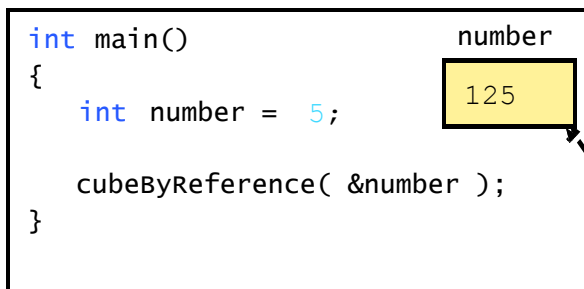 int main()
number
{
125
int number = 5;
cubeByReference( &number );
}